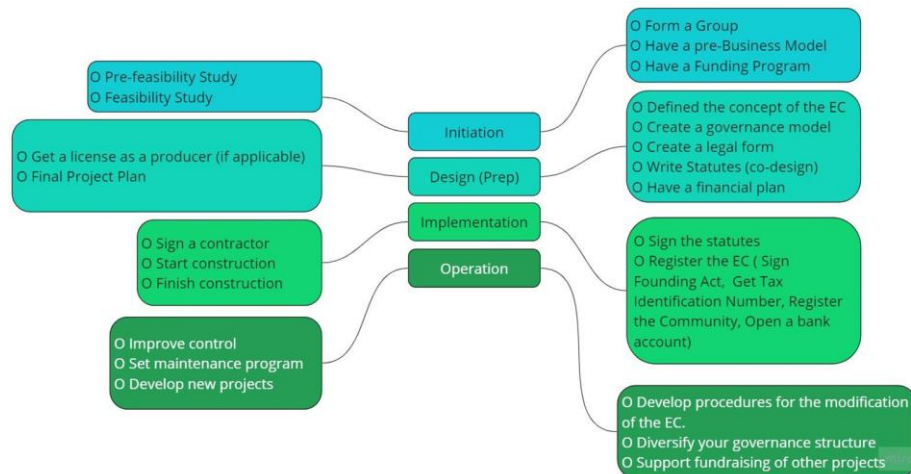 O Form a Group
O Have a pre-Business Model
O Have a Funding Program
O Pre-feasibility Study
O Feasibility Study
Initiation
O Defined the concept of the EC
O Create a governance model
O Create a legal form
O Write Statutes (co-design)
O Have a financial plan
O Get a license as a producer (if applicable)
O Final Project Plan
Design (Prep)
Implementation
O Sign a contractor
O Start construction
O Finish construction
O Sign the statutes
O Register the EC ( Sign
Founding Act, Get Tax
Identification Number, Register
the Community, Open a bank
account)
Operation
O Improve control
O Set maintenance program
O Develop new projects
O Develop procedures for the modification
of the EC.
O Diversify your governance structure
O Support fundraising of other projects